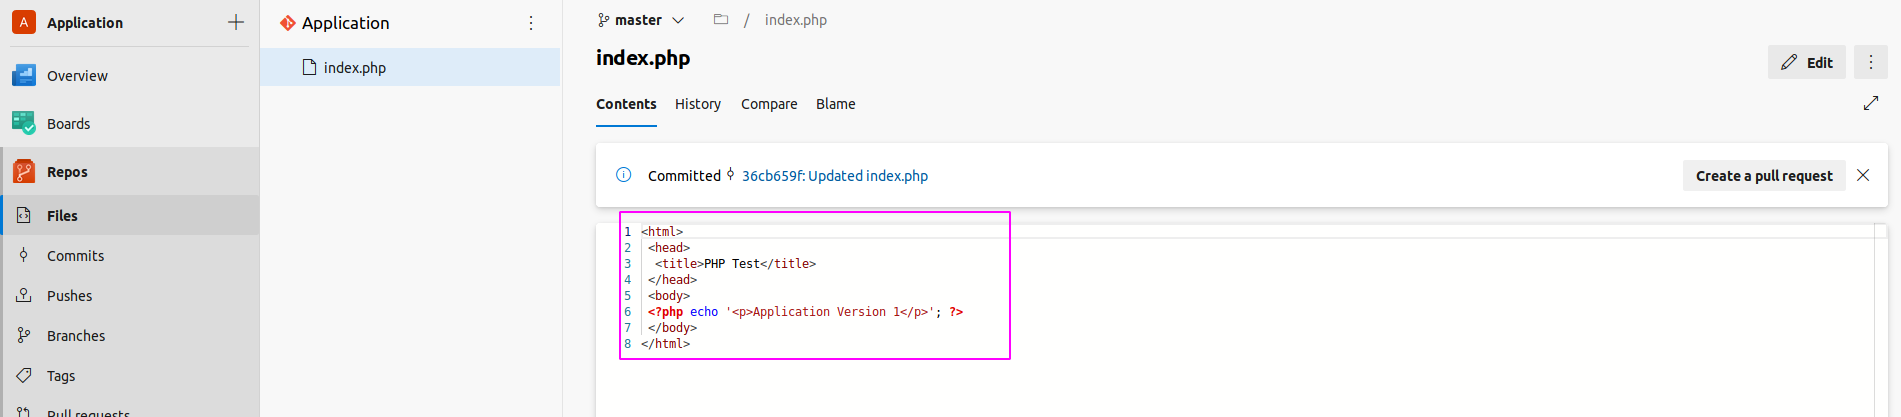 A Application +
Overview
Boards
Repos
Files
Commits
Pushes
Branches
Tags
Pull requests
Application
index.php
master / index.php
index.php
Edit
Contents History Compare Blame
Committed 36cb659f: Updated index.php
Create a pull request
1 <html>
2 <head>
3 <title>PHP Test</title>
4 </head>
5 <body>
6 <?php echo '<p>Application Version 1</p>'; ?>
7 </body>
8 </html>